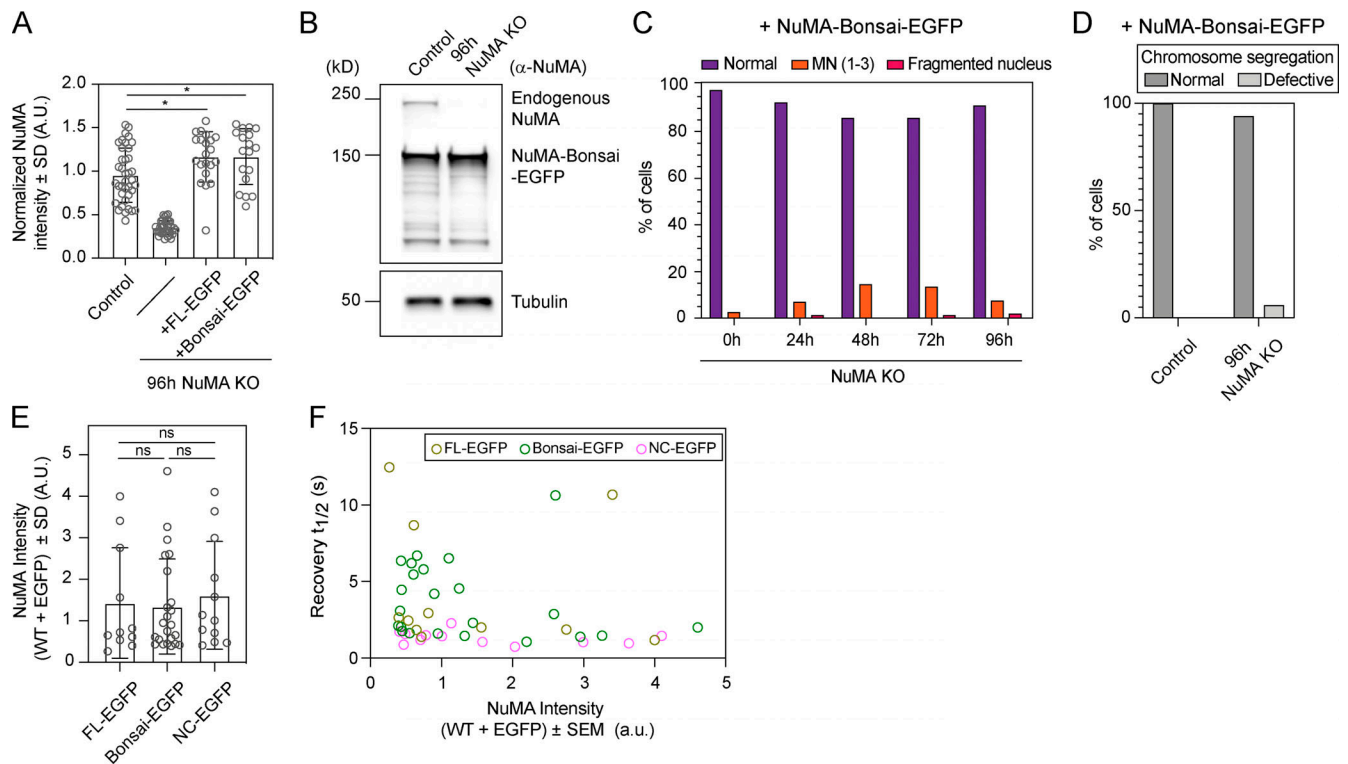 A
Normalized NuMA
intensity ± SD (A.U.)
2.0
1.5
1.0
0.5
0.0
*
*
Control
+FL-EGFP
+Bonsai-EGFP
96h NuMA KO
B
(kD)
Control
96h
NuMA KO
(α-NuMA)
250
150
50
Endogenous
NuMA
NuMA-Bonsai
-EGFP
Tubulin
C
+ NuMA-Bonsai-EGFP
Normal
MN (1-3)
Fragmented nucleus
% of cells
100
80
60
40
20
0
0h
24h
48h
72h
96h
NuMA KO
D
+ NuMA-Bonsai-EGFP
Chromosome segregation
Normal
Defective
% of cells
100
50
0
Control
96h
NuMA KO
E
NuMA Intensity
(WT + EGFP) ± SD (A.U.)
5
4
3
2
1
0
ns
ns
ns
FL-EGFP
Bonsai-EGFP
NC-EGFP
F
Recovery t1/2 (s)
15
10
5
0
FL-EGFP
Bonsai-EGFP
NC-EGFP
0
1
2
3
4
5
NuMA Intensity
(WT + EGFP) ± SEM (a.u.)